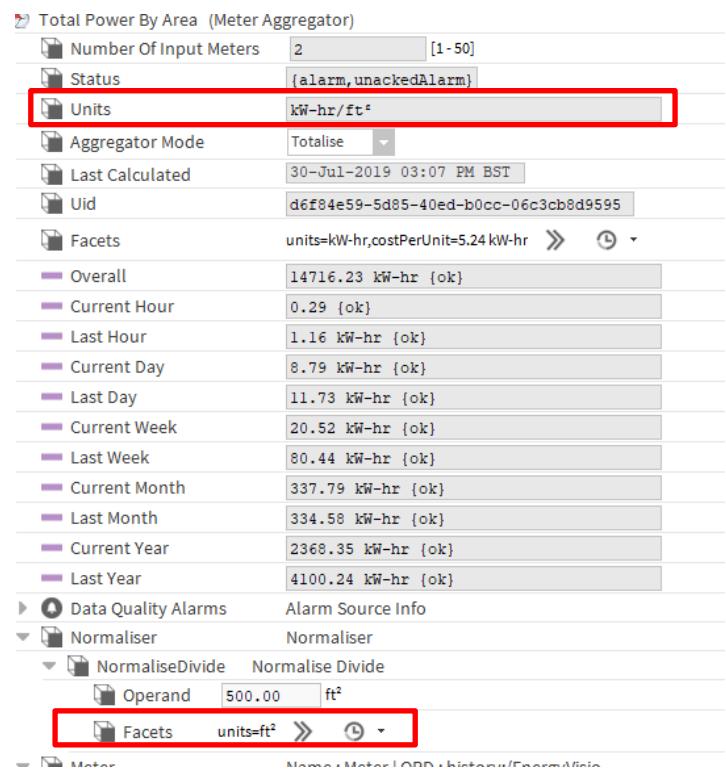 Total Power By Area (Meter Aggregator)
Number Of Input Meters 2 [1 - 50]
Status {alarm,unackedAlarm}
Units kW-hr/ft²
Aggregator Mode Totalise
Last Calculated 30-Jul-2019 03:07 PM BST
Uid d6f84e59-5d85-40ed-b0cc-06c3cb8d9595
Facets units=kW-hr,costPerUnit=5.24 kW-hr
Overall 14716.23 kW-hr {ok}
Current Hour 0.29 {ok}
Last Hour 1.16 kW-hr {ok}
Current Day 8.79 kW-hr {ok}
Last Day 11.73 kW-hr {ok}
Current Week 20.52 kW-hr {ok}
Last Week 80.44 kW-hr {ok}
Current Month 337.79 kW-hr {ok}
Last Month 334.58 kW-hr {ok}
Current Year 2368.35 kW-hr {ok}
Last Year 4100.24 kW-hr {ok}
Data Quality Alarms Alarm Source Info
Normaliser Normaliser
NormaliseDivide Normalise Divide
Operand 500.00 ft²
Facets units=ft²
Meter Name : Meter | ORD : history:/EnergyVisio